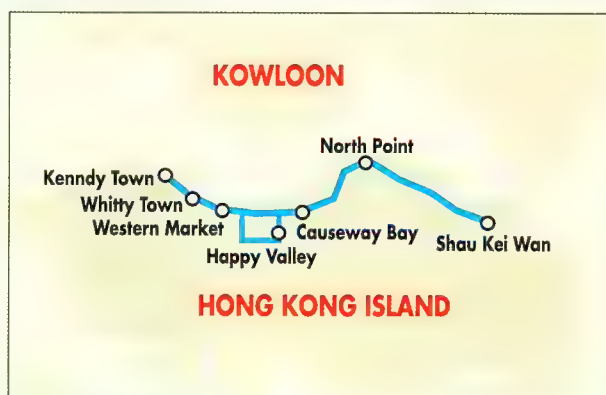 KOWLOON
North Point
Kenndy Town
Whitty Town
Western Market
Causeway Bay
Happy Valley
Shau Kei Wan
HONG KONG ISLAND